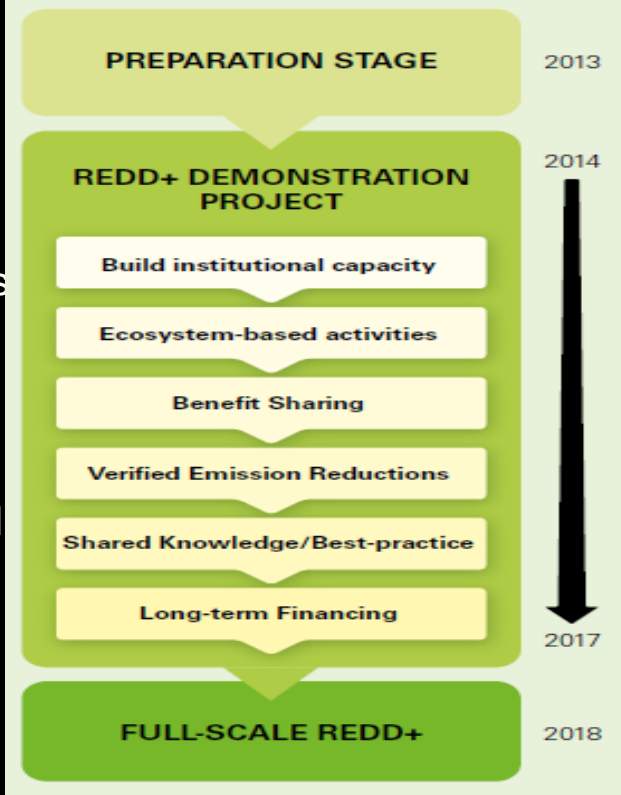 PREPARATION STAGE
2013
2014
REDD+ DEMONSTRATION
PROJECT
Build institutional capacity
Ecosystem-based activities
Benefit Sharing
Verified Emission Reductions
Shared Knowledge/Best-practice
Long-term Financing
2017
FULL-SCALE REDD+
2018